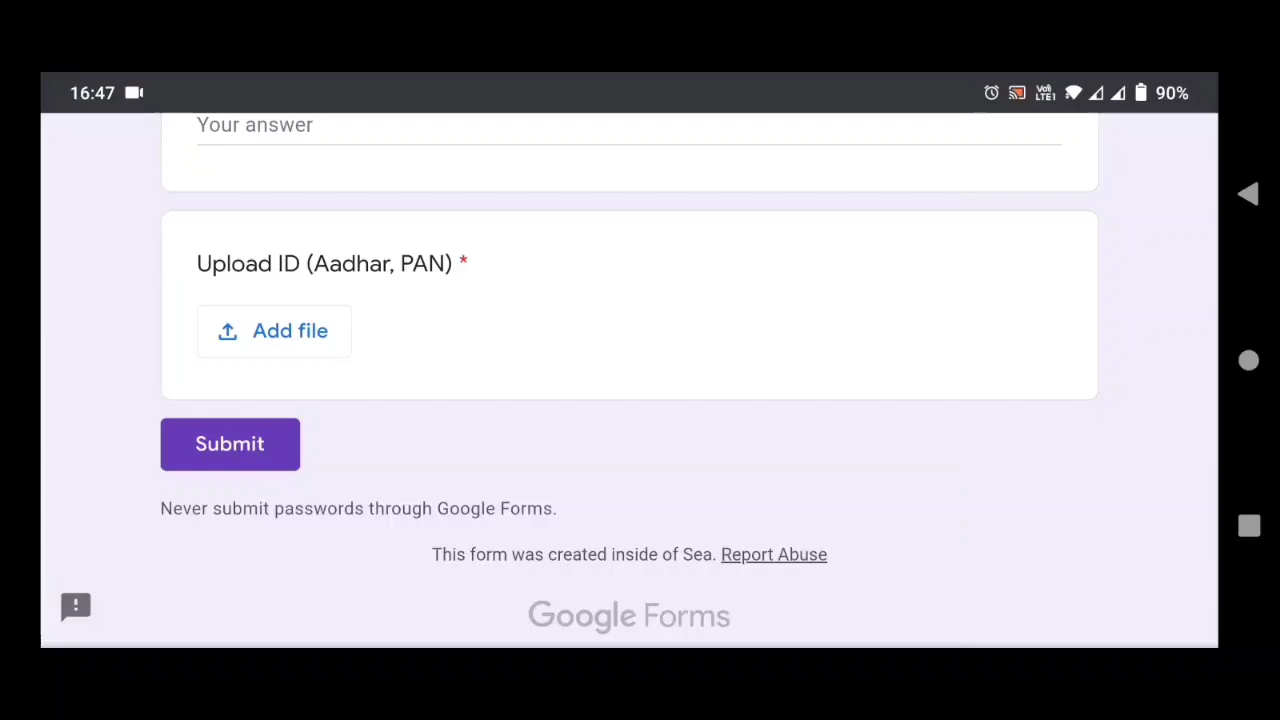 16:47 VoLTE1 90%
Your answer
Upload ID (Aadhar, PAN) *
Add file
Submit
Never submit passwords through Google Forms.
This form was created inside of Sea. Report Abuse
Google Forms